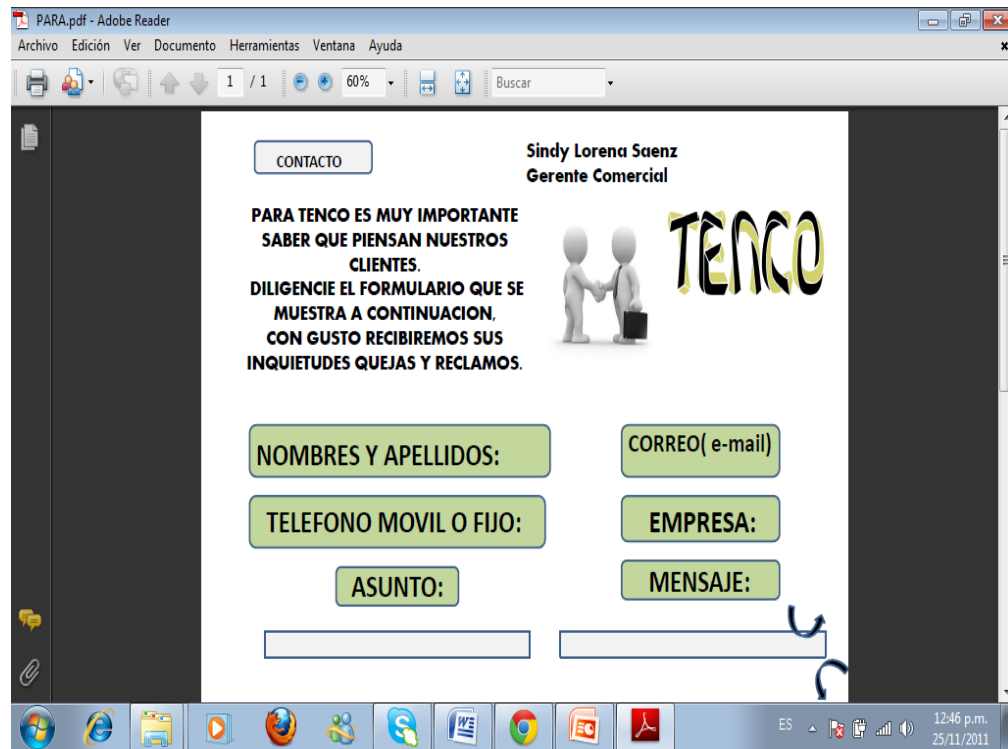 PARA.pdf - Adobe Reader
Archivo Edición Ver Documento Herramientas Ventana Ayuda
1 / 1 60% Buscar
CONTACTO
Sindy Lorena Saenz
Gerente Comercial
PARA TENCO ES MUY IMPORTANTE
SABER QUE PIENSAN NUESTROS
CLIENTES.
DILIGENCIE EL FORMULARIO QUE SE
MUESTRA A CONTINUACION,
CON GUSTO RECIBIREMOS SUS
INQUIETUDES QUEJAS Y RECLAMOS.
TENCO
NOMBRES Y APELLIDOS:
CORREO( e-mail)
TELEFONO MOVIL O FIJO:
EMPRESA:
ASUNTO:
MENSAJE:
ES
12:46 p.m.
25/11/2011